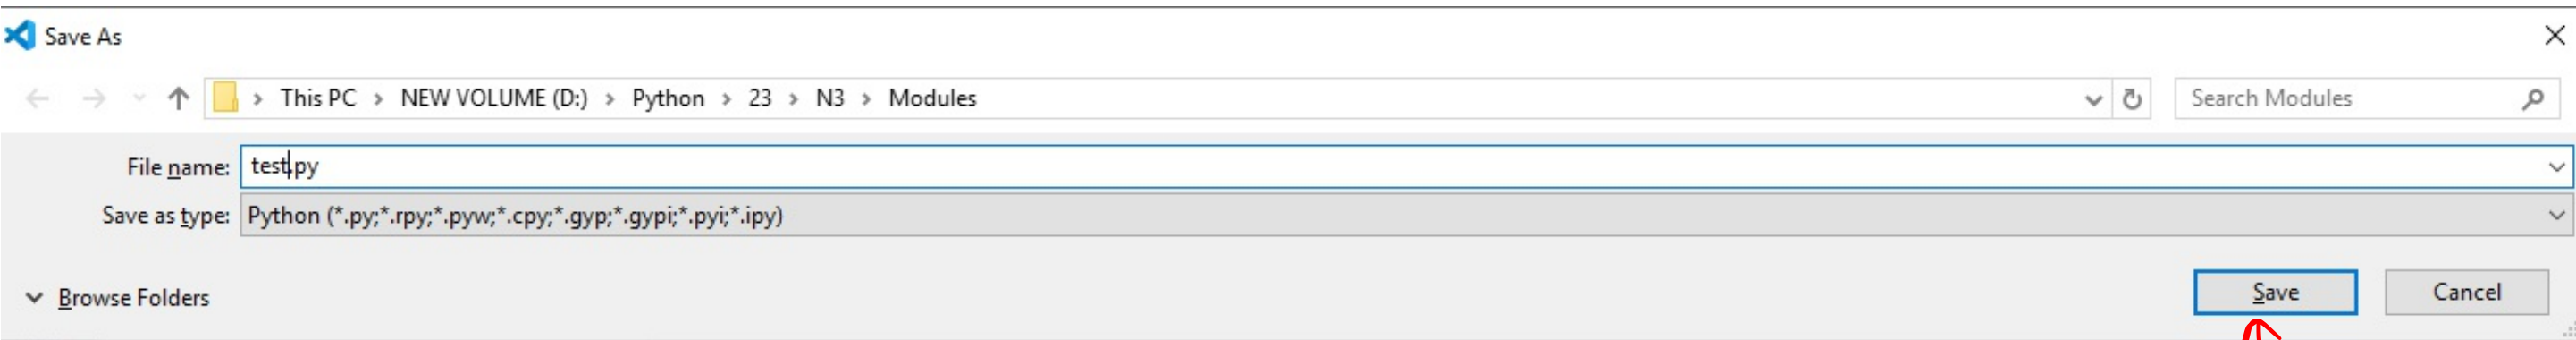 Save As
This PC > NEW VOLUME (D:) > Python > 23 > N3 > Modules
Search Modules
File name: test.py
Save as type: Python (*.py;*.rpy;*.pyw;*.cpy;*.gyp;*.gypi;*.pyi;*.ipy)
Browse Folders
Save
Cancel